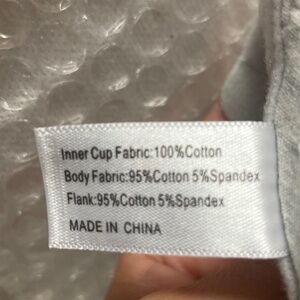 Inner Cup Fabric:100%Cotton
Body Fabric:95%Cotton 5%Spandex
Flank:95%Cotton 5%Spandex
MADE IN CHINA